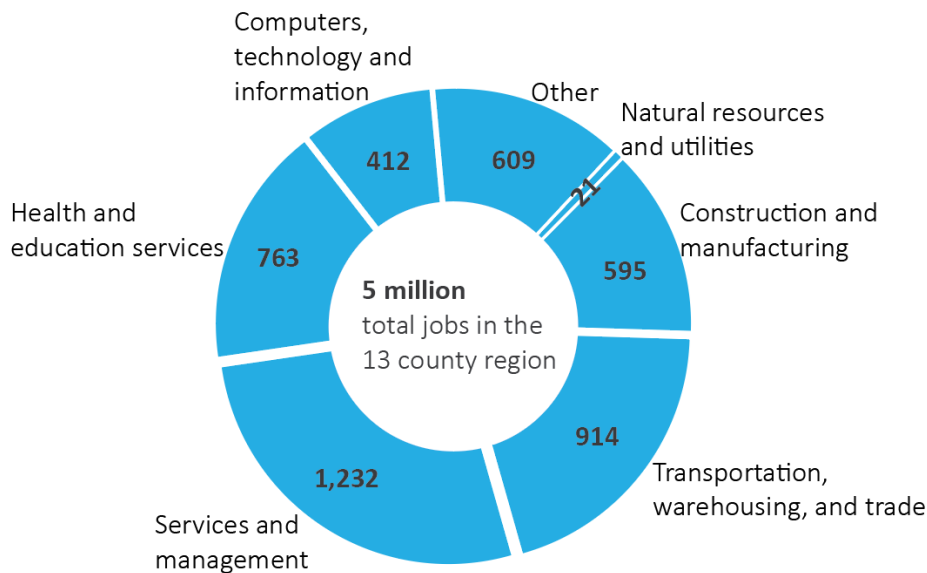 Computers,
technology and
information
412
Other
609
Natural resources
and utilities
21
Construction and
manufacturing
595
Health and
education services
763
5 million
total jobs in the
13 county region
914
Transportation,
warehousing, and trade
1,232
Services and
management